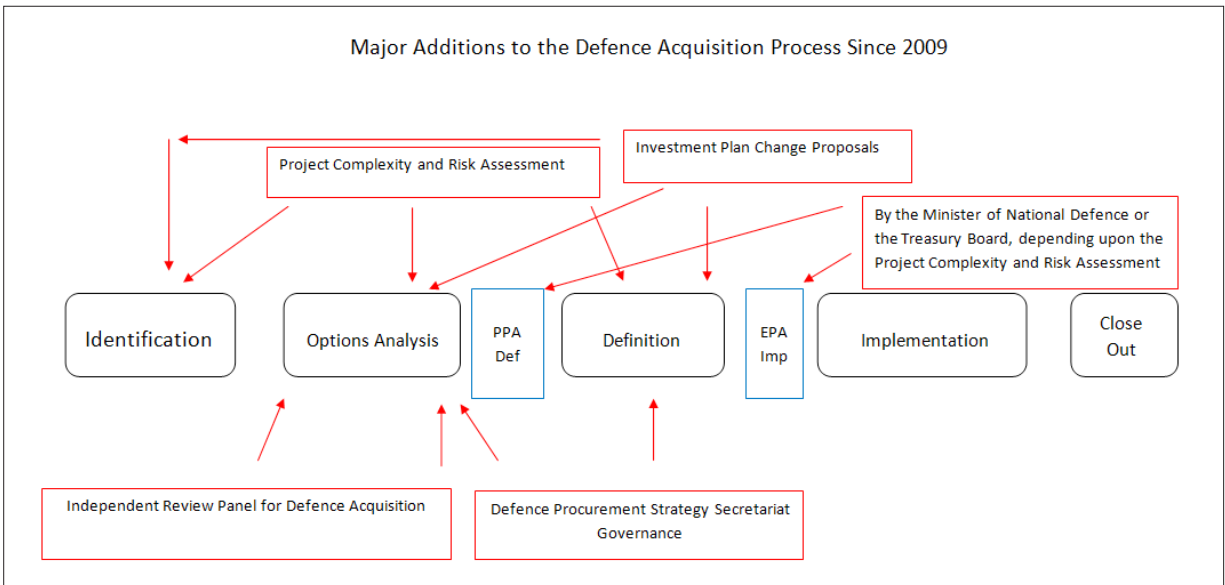 Major Additions to the Defence Acquisition Process Since 2009
Investment Plan Change Proposals
Project Complexity and Risk Assessment
By the Minister of National Defence or
the Treasury Board, depending upon the
Project Complexity and Risk Assessment
Identification
Options Analysis
PPA
Def
Definition
EPA
Imp
Implementation
Close
Out
Independent Review Panel for Defence Acquisition
Defence Procurement Strategy Secretariat
Governance